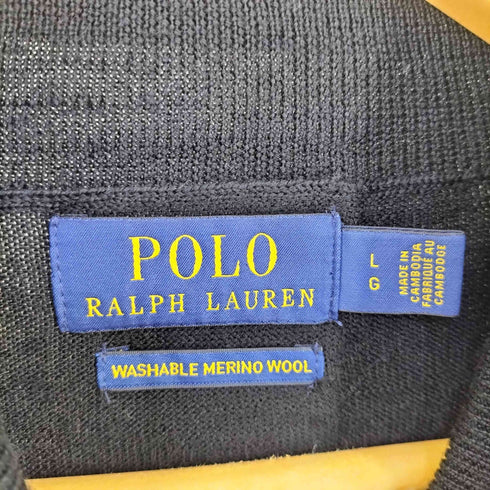 POLO
RALPH LAUREN
L
G
MADE IN
CAMBODIA
FABRIQUÉ AU
CAMBODGE
WASHABLE MERINO WOOL